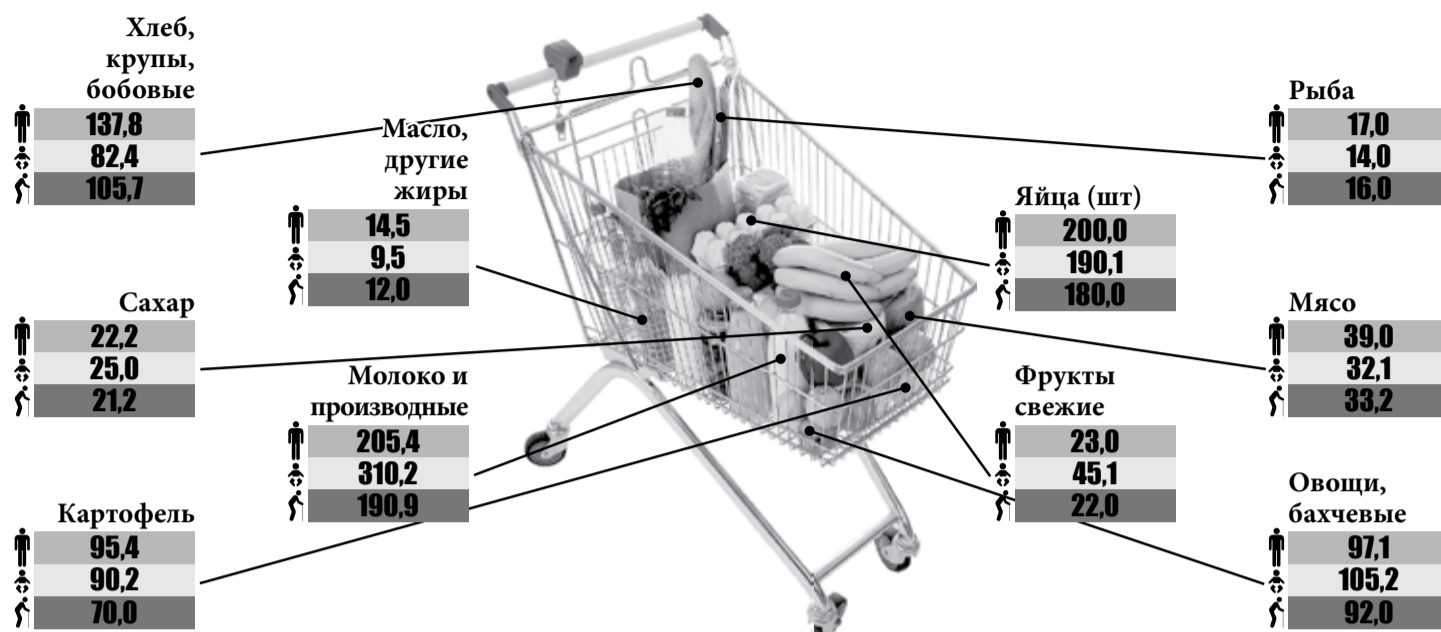 Хлеб,
крупы,
бобовые
137,8
82,4
105,7
Масло,
другие
жиры
14,5
9,5
12,0
Сахар
22,2
25,0
21,2
Молоко и
производные
205,4
310,2
190,9
Картофель
95,4
90,2
70,0
Рыба
17,0
14,0
16,0
Яйца (шт)
200,0
190,1
180,0
Мясо
39,0
32,1
33,2
Фрукты
свежие
23,0
45,1
22,0
Овощи,
бахчевые
97,1
105,2
92,0